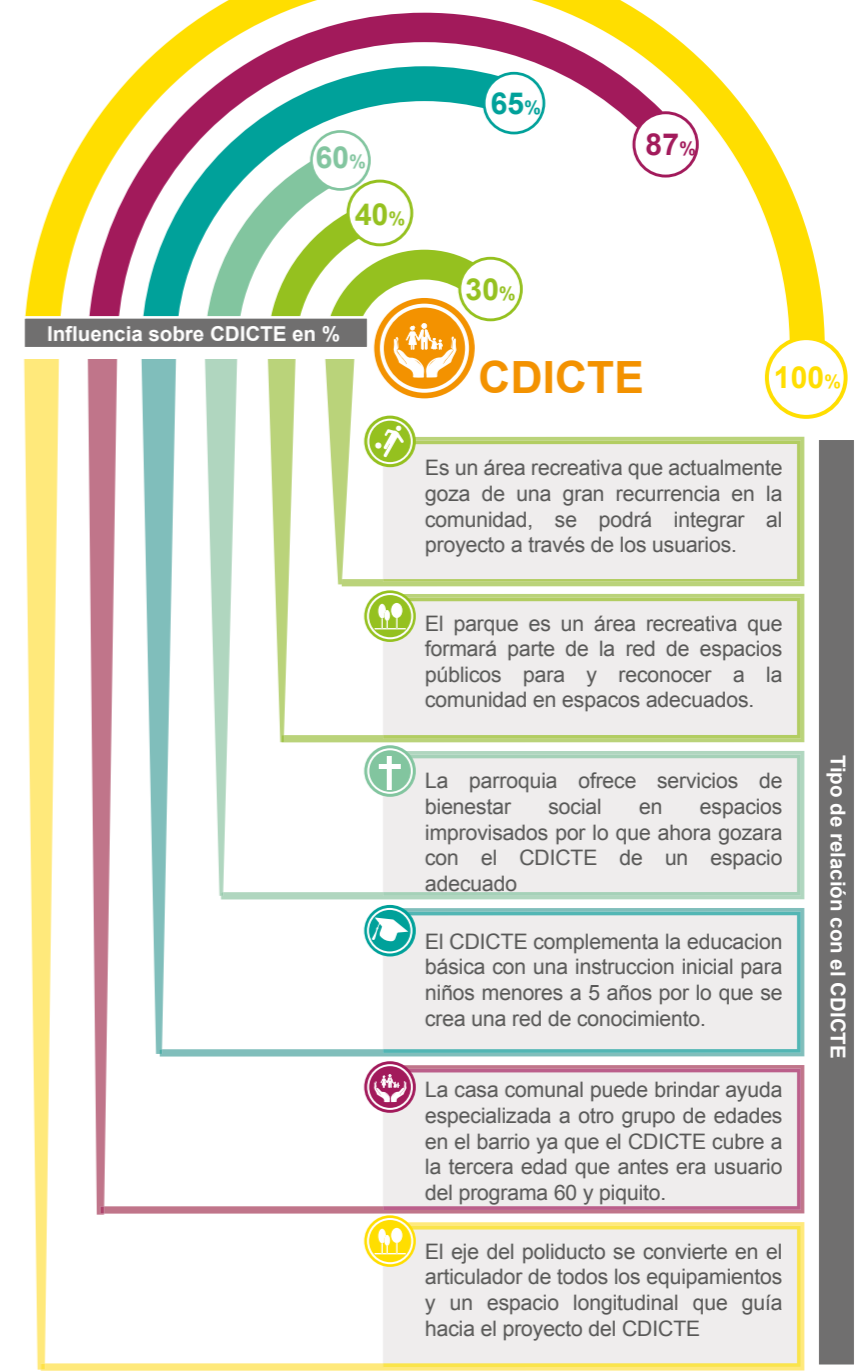 65%
87%
60%
40%
30%
Influencia sobre CDICTE en %
CDICTE
100%
Es un área recreativa que actualmente
goza de una gran recurrencia en la
comunidad, se podrá integrar al
proyecto a través de los usuarios.
El parque es un área recreativa que
formará parte de la red de espacios
públicos para y reconocer a la
comunidad en espacos adecuados.
La parroquia ofrece servicios de
bienestar social en espacios
improvisados por lo que ahora gozara
con el CDICTE de un espacio
adecuado
El CDICTE complementa la educacion
básica con una instruccion inicial para
niños menores a 5 años por lo que se
crea una red de conocimiento.
La casa comunal puede brindar ayuda
especializada a otro grupo de edades
en el barrio ya que el CDICTE cubre a
la tercera edad que antes era usuario
del programa 60 y piquito.
El eje del poliducto se convierte en el
articulador de todos los equipamientos
y un espacio longitudinal que guía
hacia el proyecto del CDICTE
Tipo de relación con el CDICTE